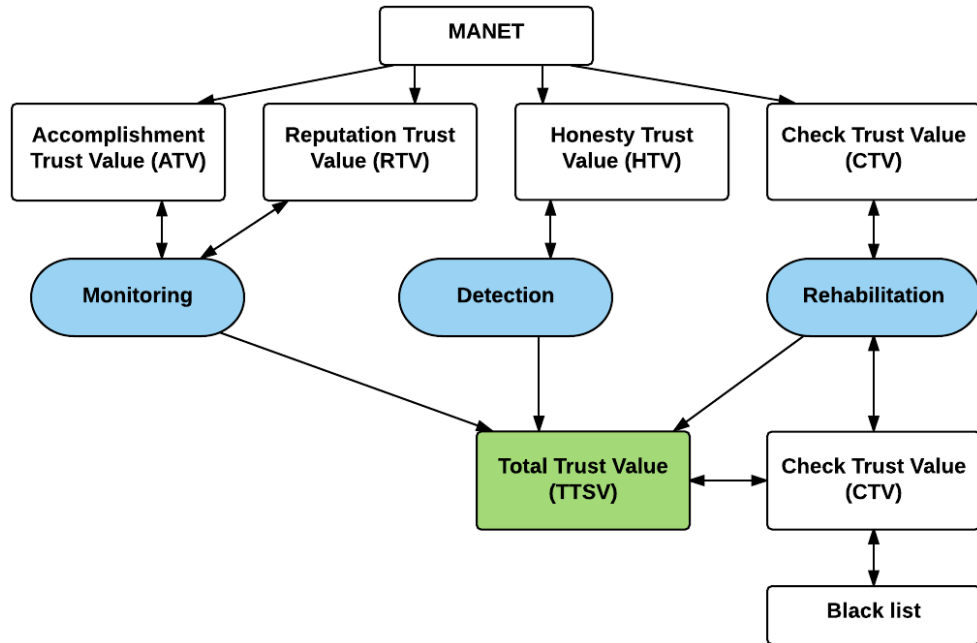 MANET
Accomplishment
Trust Value (ATV)
Reputation Trust
Value (RTV)
Honesty Trust
Value (HTV)
Check Trust Value
(CTV)
Monitoring
Detection
Rehabilitation
Total Trust Value
(TTSV)
Check Trust Value
(CTV)
Black list